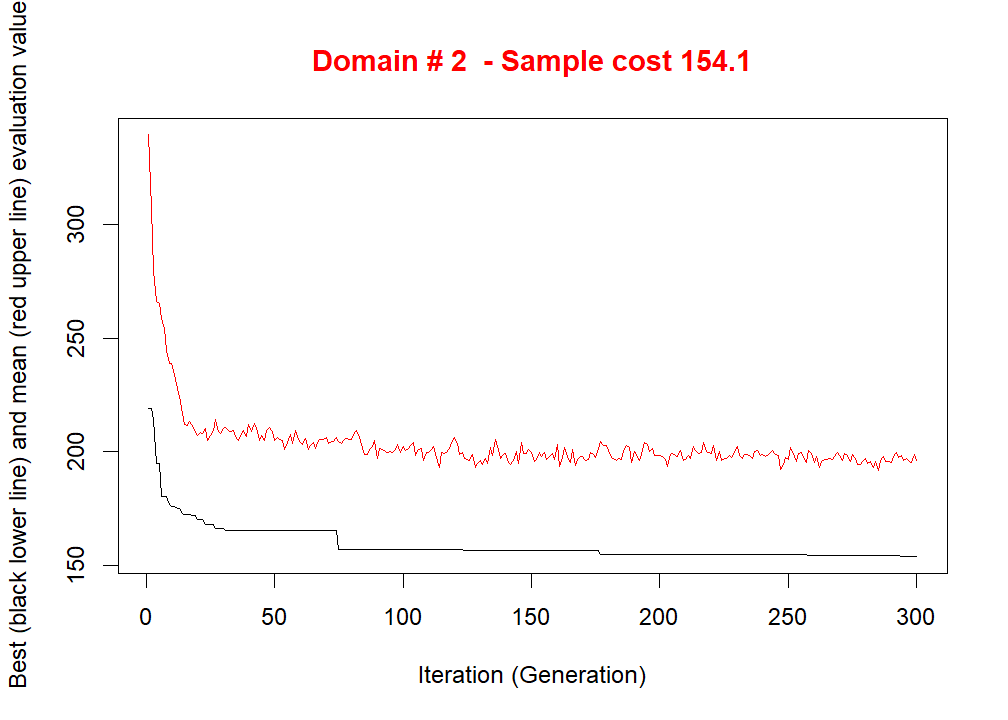 Domain # 2  - Sample cost 154.1
Best (black lower line) and mean (red upper line) evaluation value
300
250
200
150
0 50 100 150 200 250 300
Iteration (Generation)